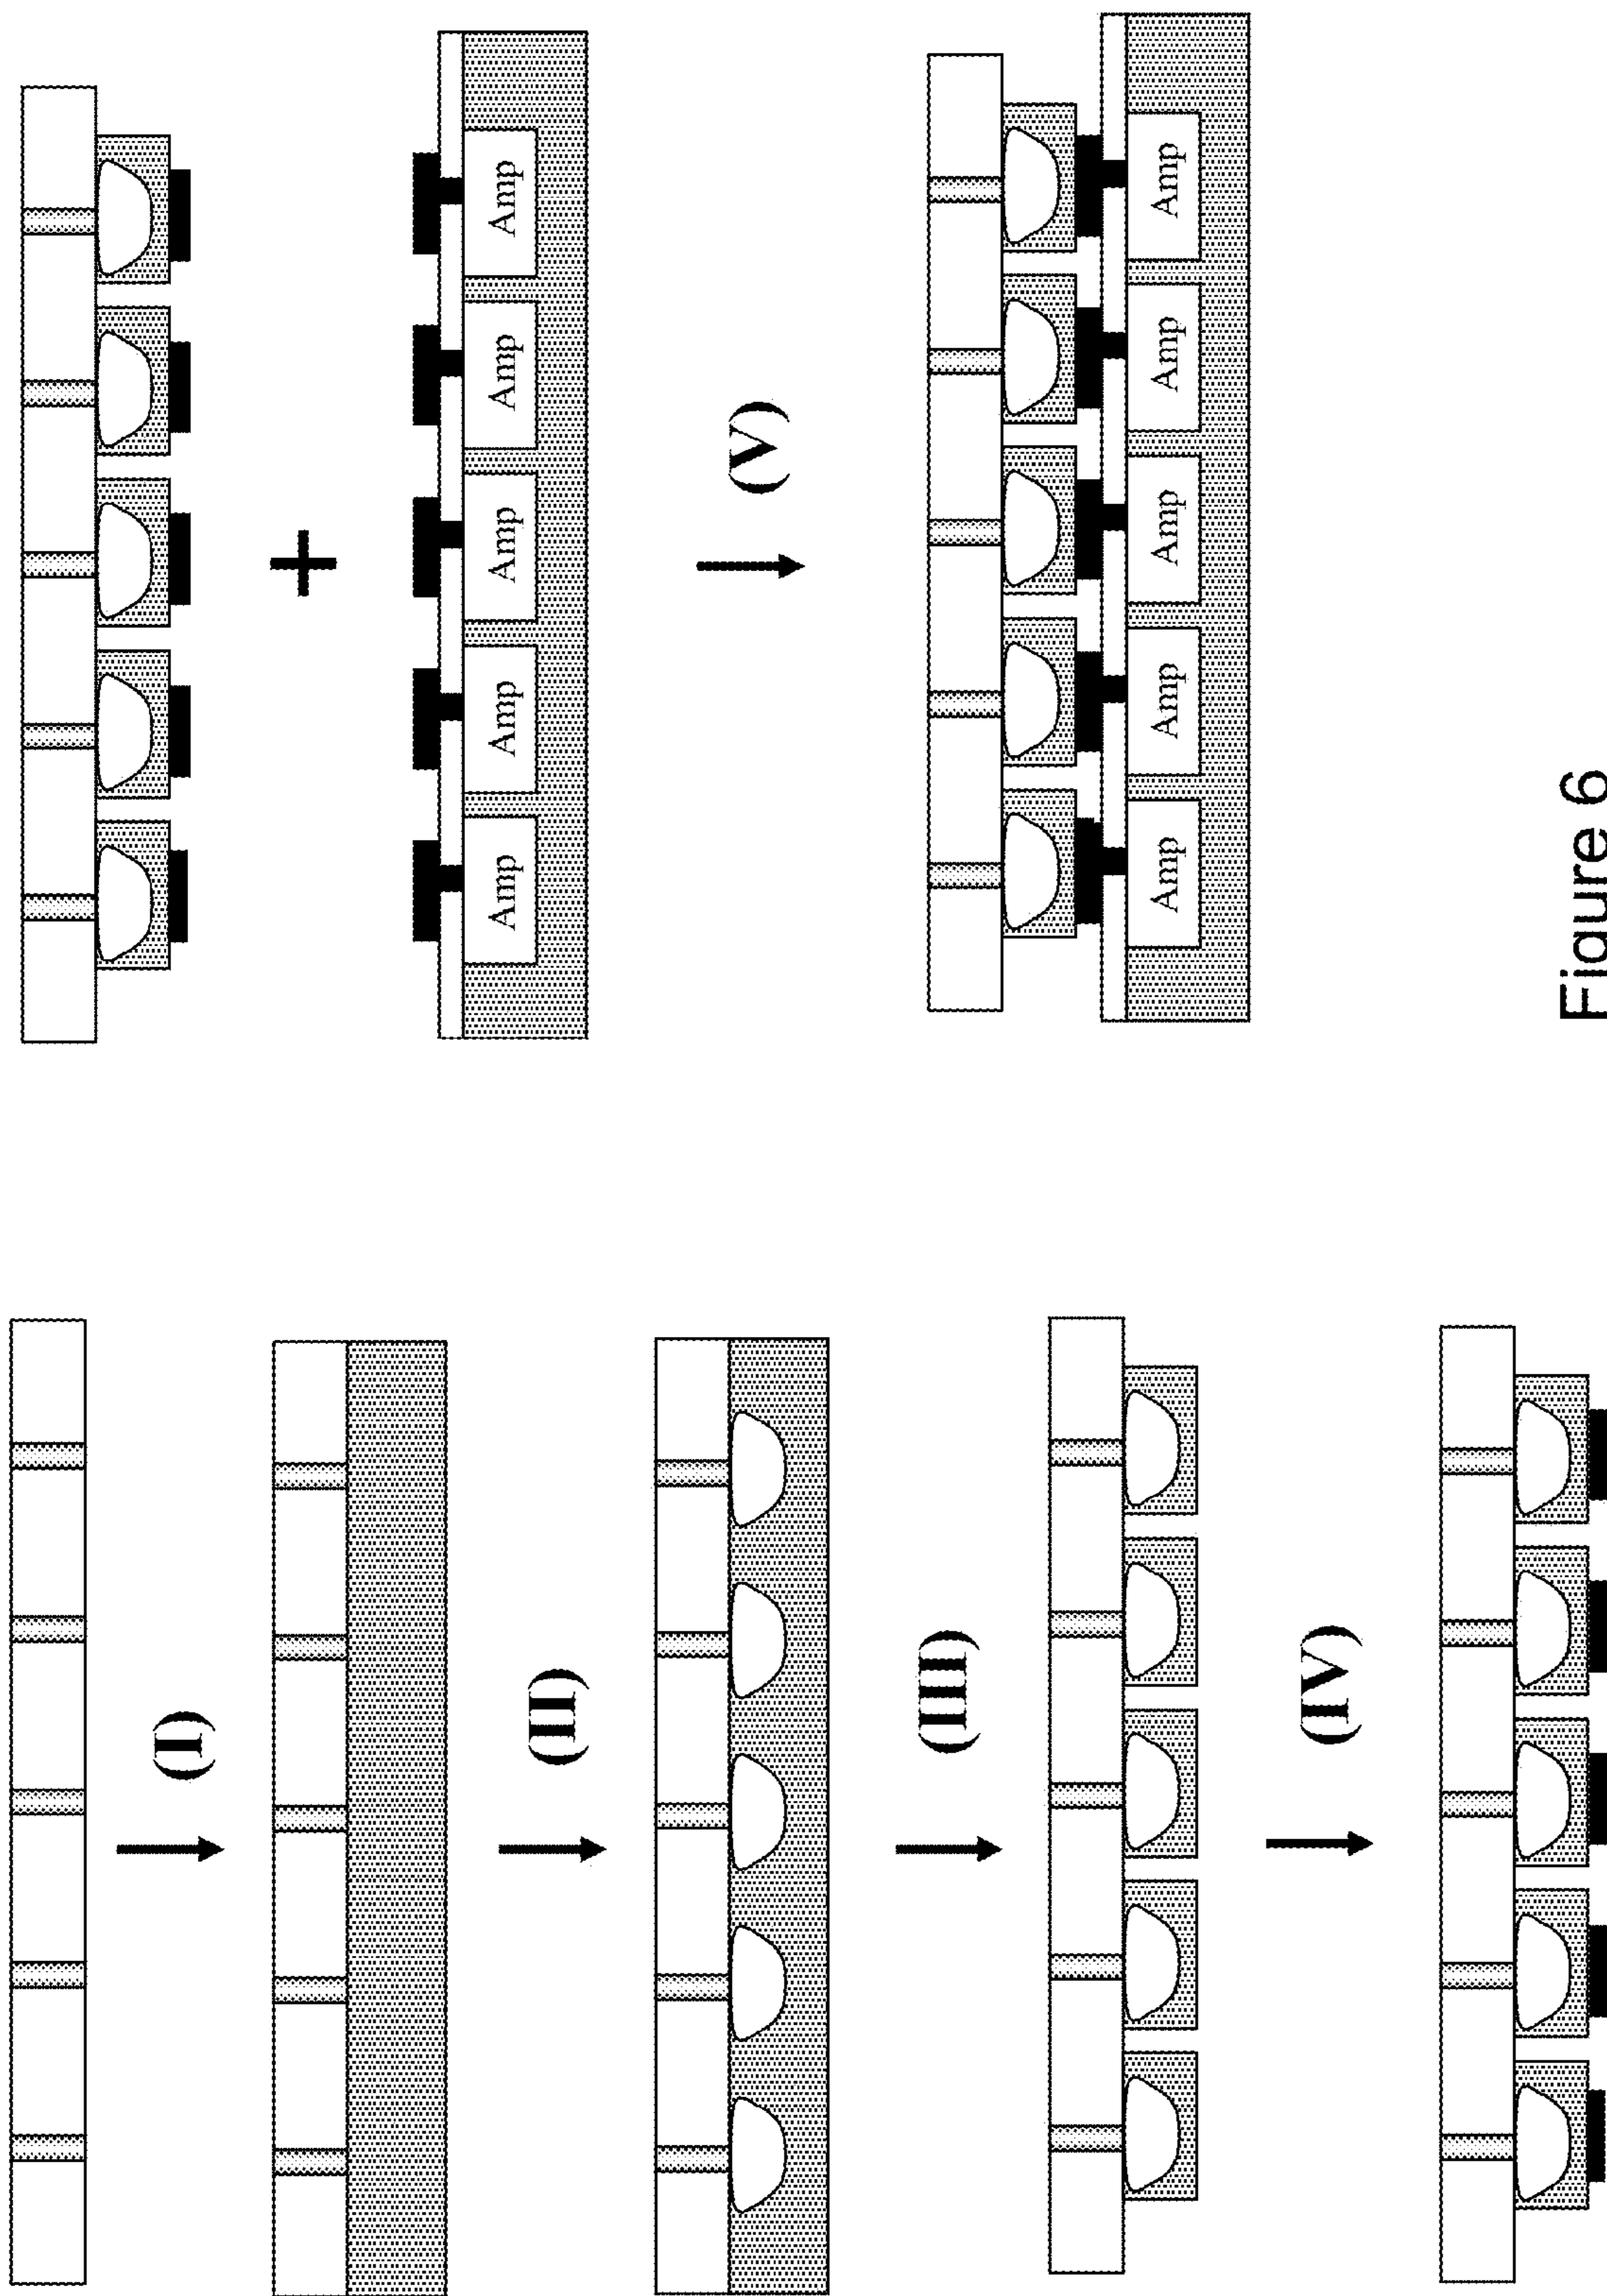 (I)
(II)
(III)
(IV)
Amp Amp Amp Amp Amp
(V)
Amp Amp Amp Amp Amp
Figure 6